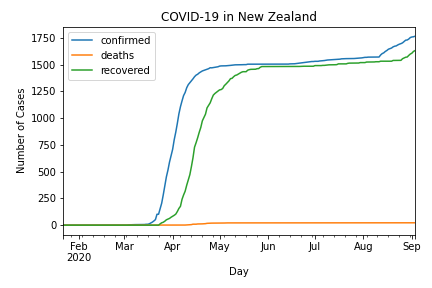 COVID-19 in New Zealand
confirmed
deaths
recovered
Number of Cases
1750
1500
1250
1000
750
500
250
0
Feb Mar Apr May Jun Jul Aug Sep
2020
Day